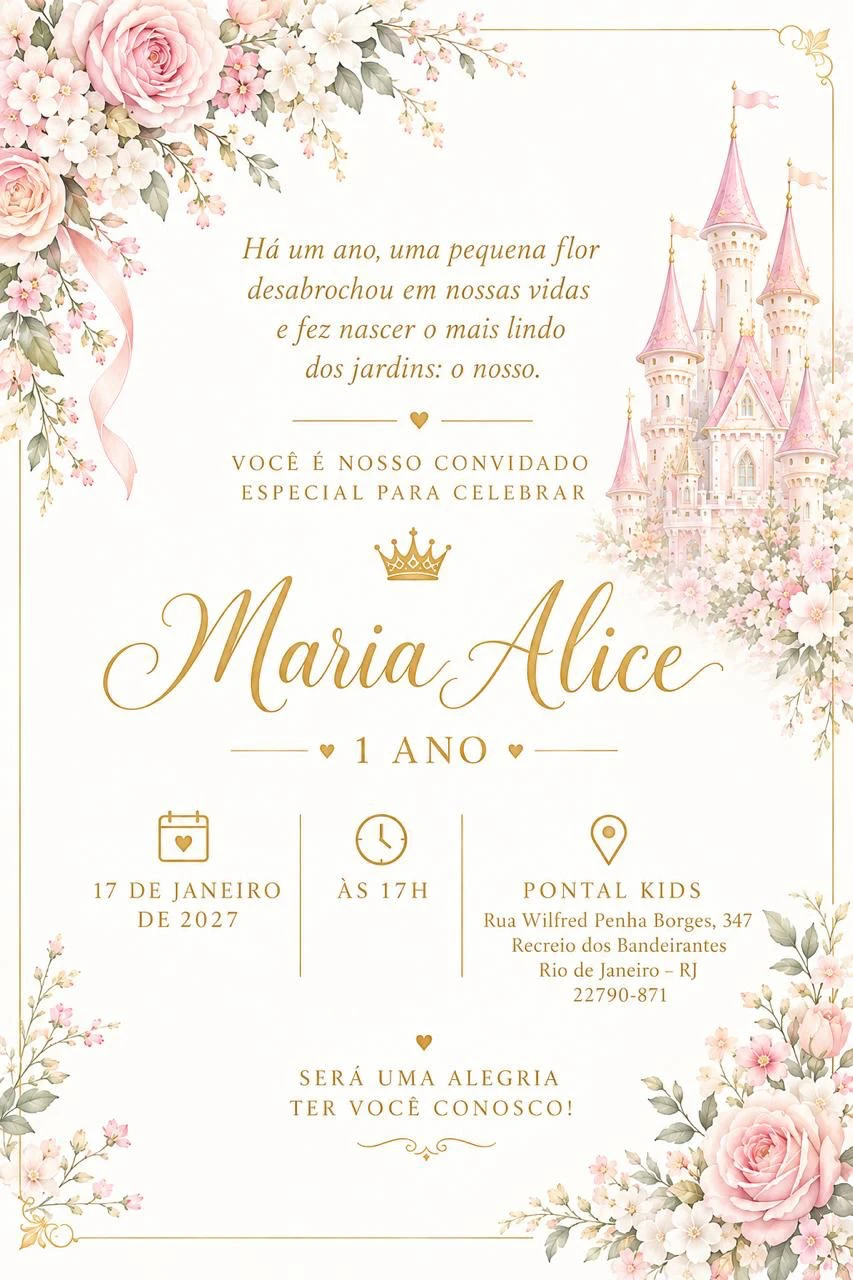 Há um ano, uma pequena flor
desabrochou em nossas vidas
e fez nascer o mais lindo
dos jardins: o nosso.
VOCÊ É NOSSO CONVIDADO
ESPECIAL PARA CELEBRAR
Maria Alice
1 ANO
17 DE JANEIRO
DE 2027
ÀS 17H
PONTAL KIDS
Rua Wilfred Penha Borges, 347
Recreio dos Bandeirantes
Rio de Janeiro – RJ
22790-871
SERÁ UMA ALEGRIA
TER VOCÊ CONOSCO!